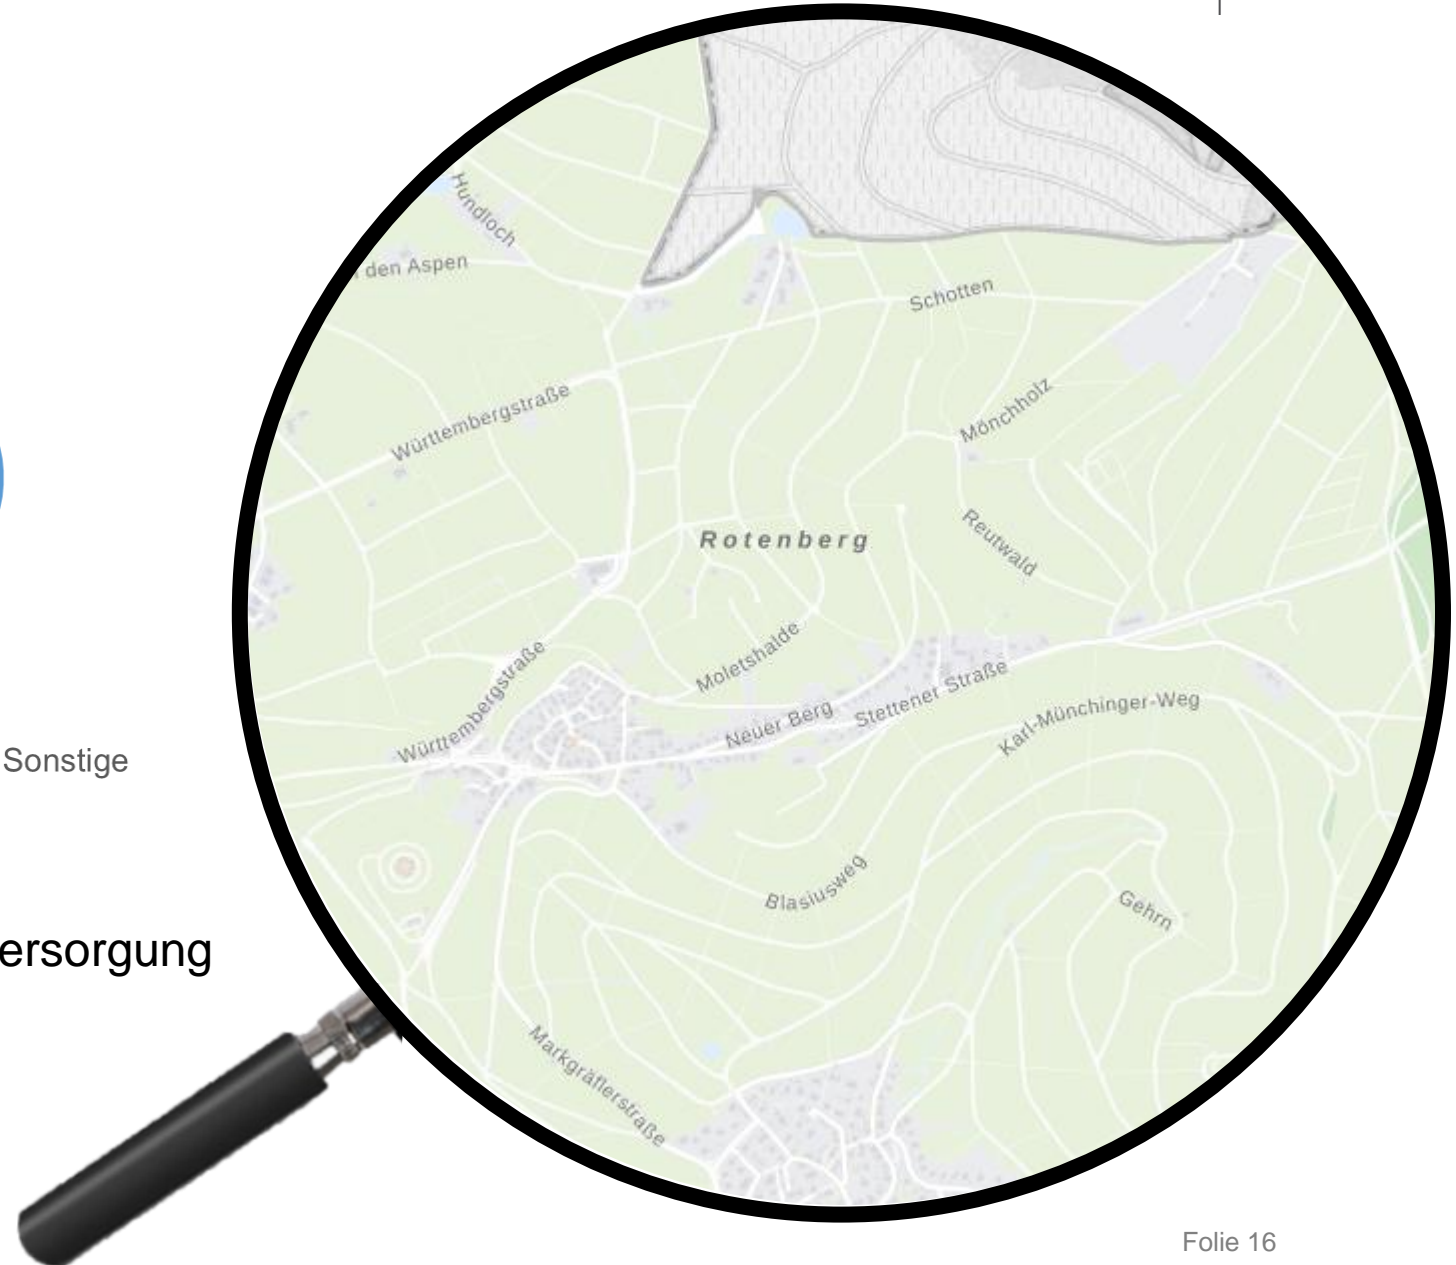 Hundloch
den Aspen
Schotten
Württembergstraße
Mönchholz
Rotenberg
Reutwald
Moletshalde
Württembergstraße
Stettener Straße
Neuer Berg
Karl-Münchinger-Weg
Sonstige
Blasiusweg
Gehrn
ersorgung
Markgräflerstraße
Folie 16